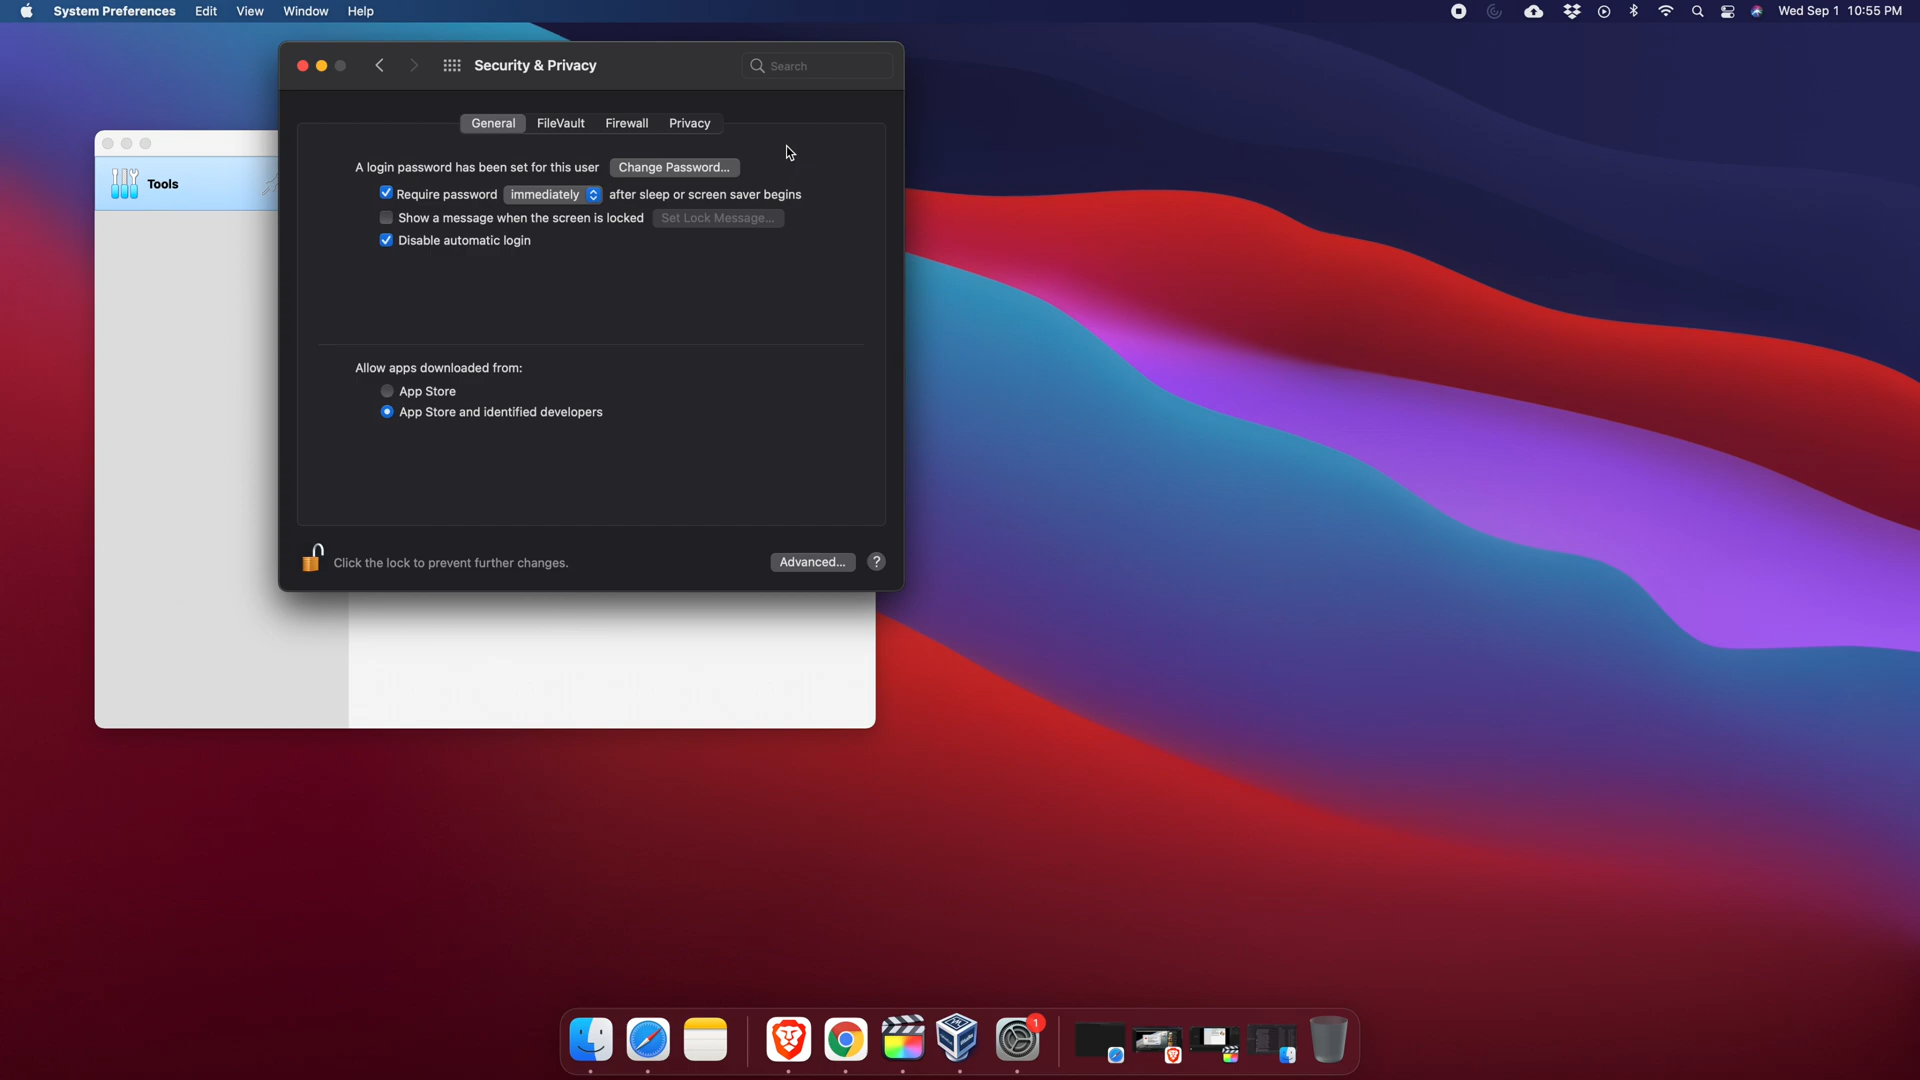 System Preferences Edit View Window Help
Wed Sep 1 10:55 PM
Security & Privacy
Search
General FileVault Firewall Privacy
A login password has been set for this user Change Password...
Require password immediately after sleep or screen saver begins
Show a message when the screen is locked Set Lock Message...
Disable automatic login
Tools
Allow apps downloaded from:
App Store
App Store and identified developers
Click the lock to prevent further changes.
Advanced... ?
1